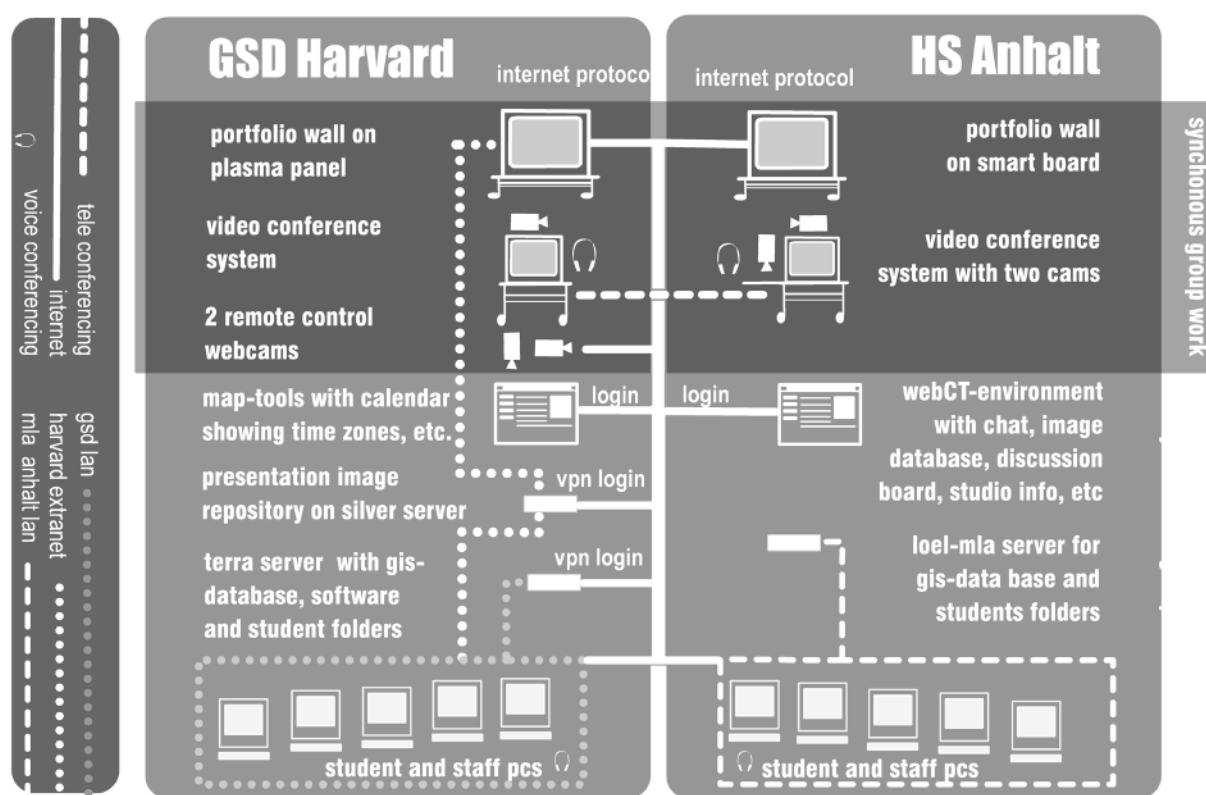 GSD Harvard
internet protoco
portfolio wall on
plasma panel
video conference
system
2 remote control
webcams
map-tools with calendar
showing time zones, etc.
login
presentation image
repository on silver server
vpn login
terra server with gis-
database, software
and student folders
vpn login
student and staff pcs
HS Anhalt
internet protocol
portfolio wall
on smart board
video conference
system with two cams
login
webCT-environment
with chat, image
database, discussion
board, studio info, etc
loel-mla server for
gis-data base and
students folders
student and staff pcs
synchonous group work
tele conferencing
internet
voice conferencing
gsd lan
harvard extranet
mla anhalt lan